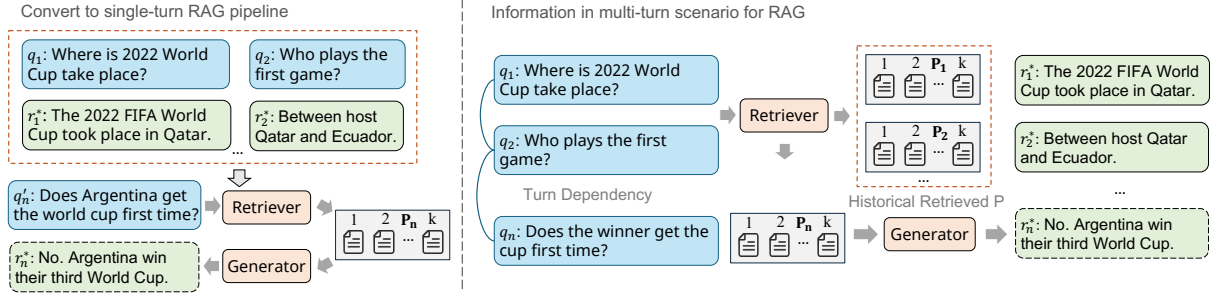 Convert to single-turn RAG pipeline
q1: Where is 2022 World
Cup take place?
q2: Who plays the
first game?
r1*: The 2022 FIFA World
Cup took place in Qatar.
r2*: Between host
Qatar and Ecuador.
...
qn′: Does Argentina get
the world cup first time?
Retriever
1 2 Pn k
...
rn*: No. Argentina win
their third World Cup.
Generator
Information in multi-turn scenario for RAG
q1: Where is 2022 World
Cup take place?
q2: Who plays the first
game?
Turn Dependency
qn: Does the winner get the
cup first time?
Retriever
1 2 P1 k
...
1 2 P2 k
...
...
Historical Retrieved P
1 2 Pn k
...
Generator
r1*: The 2022 FIFA World
Cup took place in Qatar.
r2*: Between host Qatar
and Ecuador.
...
rn*: No. Argentina win
their third World Cup.